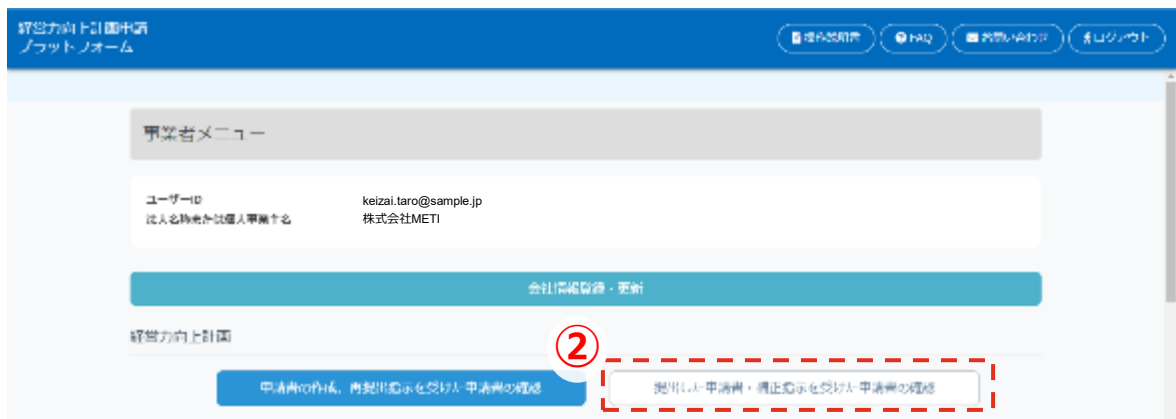 経営力向上計画申請
プラットフォーム
操作説明書 FAQ お問い合わせ ログアウト
事業者メニュー
ユーザーID keizai.taro@sample.jp
法人名称または個人事業主名 株式会社METI
会社情報登録・更新
経営力向上計画
②
申請書の作成、再提出指示を受けた申請書の確認 提出した申請書・補正指示を受けた申請書の確認